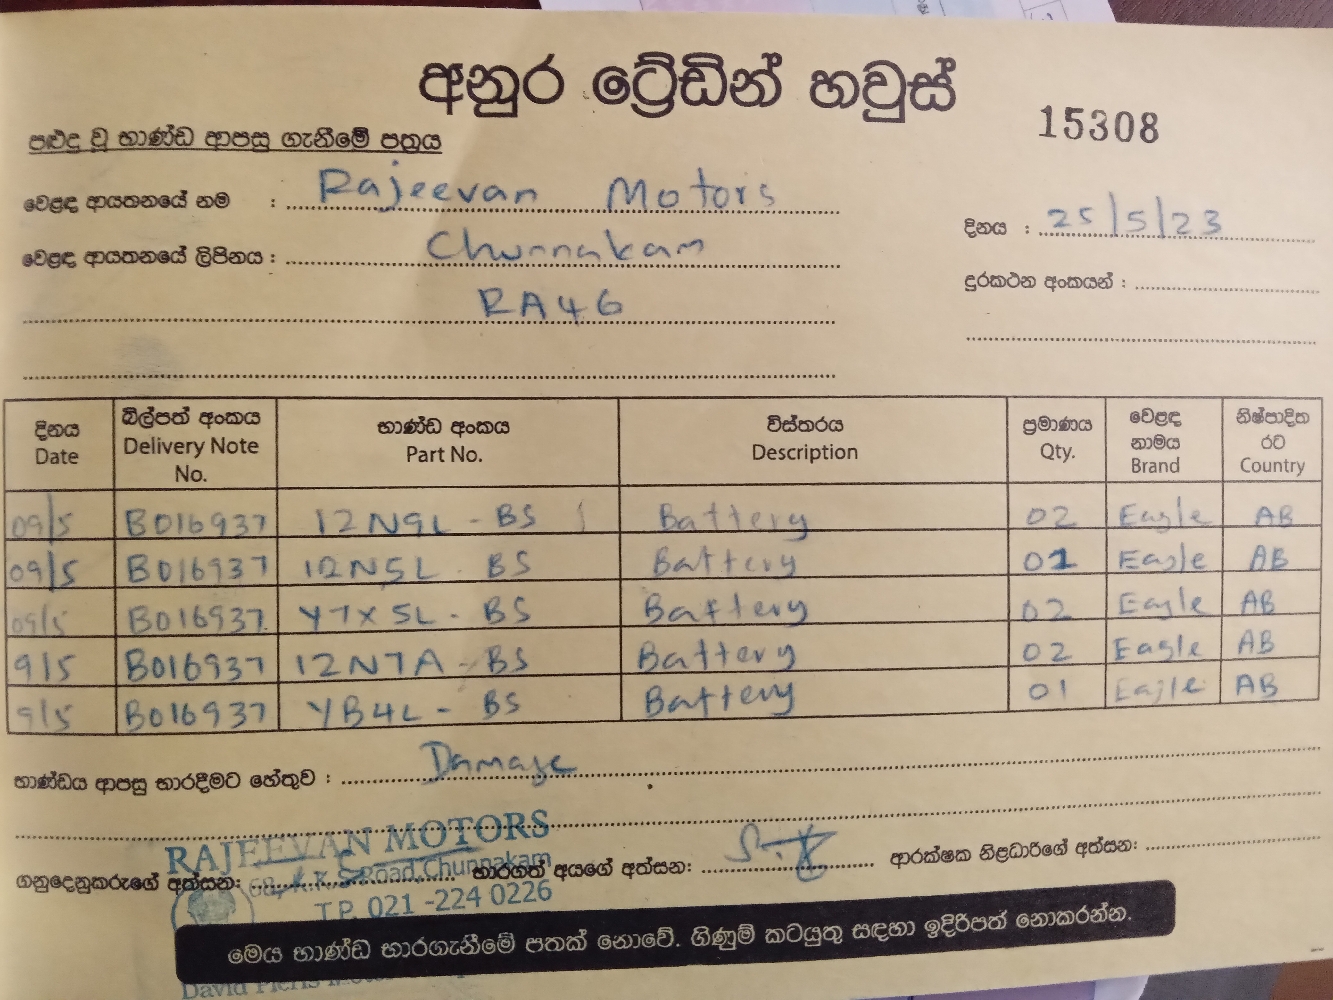 අනුර ට්‍රේඩින් හවුස්
15308
පළුදු වූ භාණ්ඩ ආපසු ගැනීමේ පත්‍රය
වෙළඳ ආයතනයේ නම : Rajeevan Motors
දිනය : 25/5/23
වෙළඳ ආයතනයේ ලිපිනය : Chunnakam
දුරකථන අංකයන් :
RA46
දිනය Date බිල්පත් අංකය Delivery Note No. භාණ්ඩ අංකය Part No. විස්තරය Description ප්‍රමාණය Qty. වෙළඳ නාමය Brand නිෂ්පාදිත රට Country
09/5 B016937 12N9L - BS Battery 02 Eagle AB
09/5 B016937 12N5L - BS Battery 01 Eagle AB
09/5 B016937 Y7X5L - BS Battery 02 Eagle AB
9/5 B016937 12N7A - BS Battery 02 Eagle AB
9/5 B016937 YB4L - BS Battery 01 Eagle AB
භාණ්ඩය ආපසු භාරදීමට හේතුව : Damage
RAJEEVAN MOTORS
ගනුදෙනුකරුගේ අත්සන: භාරගත් අයගේ අත්සන: ආරක්ෂක නිළධාරිගේ අත්සන:
68, K.K.S Road, Chunnakam
T.P. 021 -224 0226
මෙය භාණ්ඩ භාරගැනීමේ පතක් නොවේ. ගිණුම් කටයුතු සඳහා ඉදිරිපත් නොකරන්න.
David Pieris